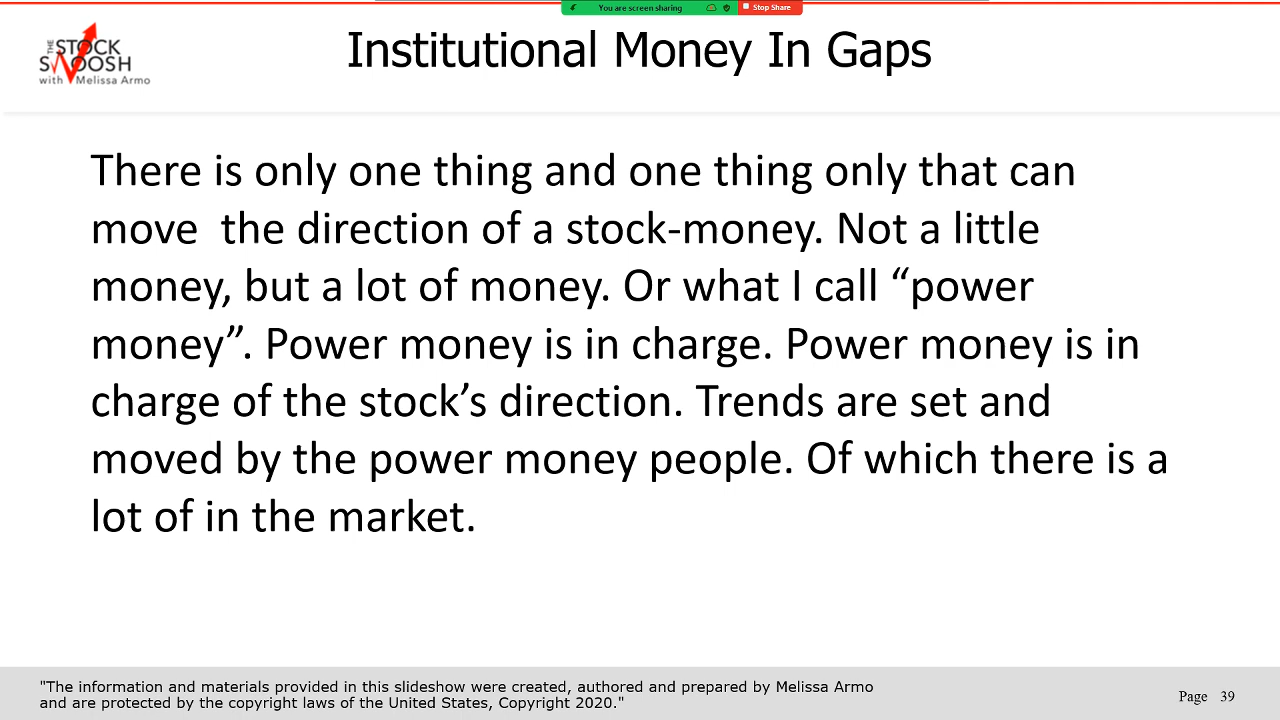 You are screen sharing
Stop Share
THE
STOCK
SWOOSH
with Melissa Armo
Institutional Money In Gaps
There is only one thing and one thing only that can
move  the direction of a stock-money. Not a little
money, but a lot of money. Or what I call “power
money”. Power money is in charge. Power money is in
charge of the stock’s direction. Trends are set and
moved by the power money people. Of which there is a
lot of in the market.
"The information and materials provided in this slideshow were created, authored and prepared by Melissa Armo
and are protected by the copyright laws of the United States, Copyright 2020."
Page 39